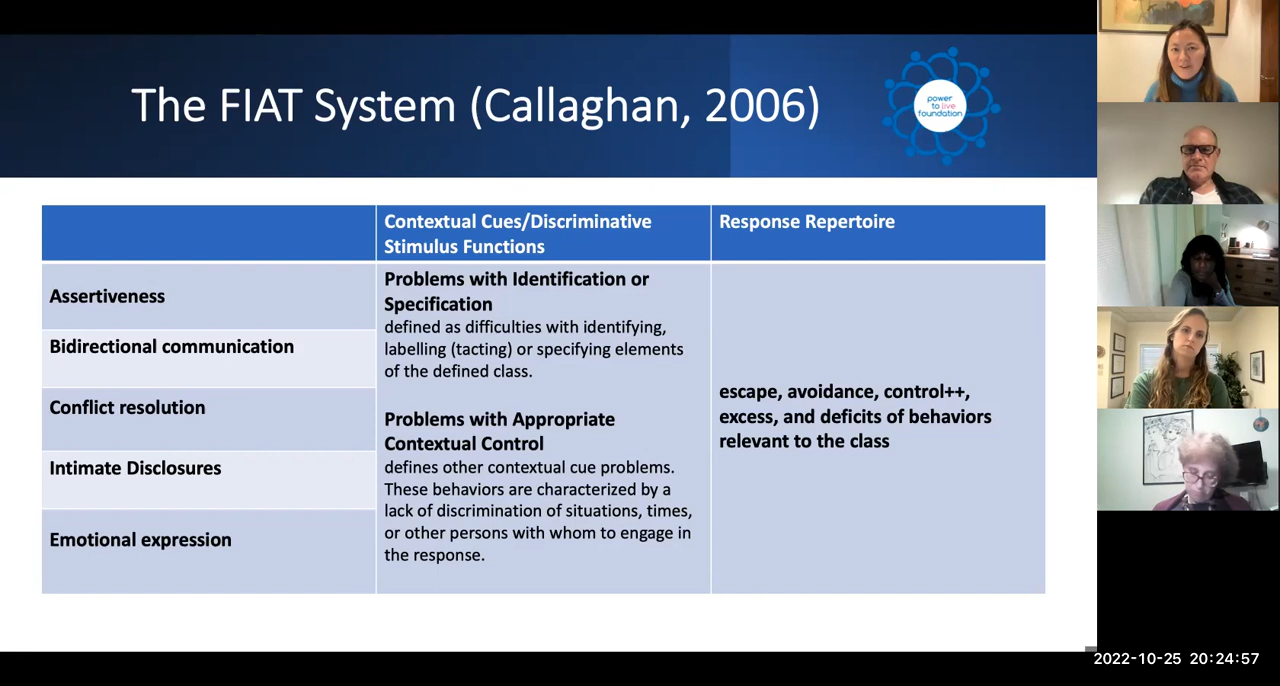 The FIAT System (Callaghan, 2006)
power
to live
foundation
Contextual Cues/Discriminative
Stimulus Functions
Response Repertoire
Assertiveness
Bidirectional communication
Conflict resolution
Intimate Disclosures
Emotional expression
Problems with Identification or
Specification
defined as difficulties with identifying,
labelling (tacting) or specifying elements
of the defined class.
Problems with Appropriate
Contextual Control
defines other contextual cue problems.
These behaviors are characterized by a
lack of discrimination of situations, times,
or other persons with whom to engage in
the response.
escape, avoidance, control++,
excess, and deficits of behaviors
relevant to the class
2022-10-25 20:24:57